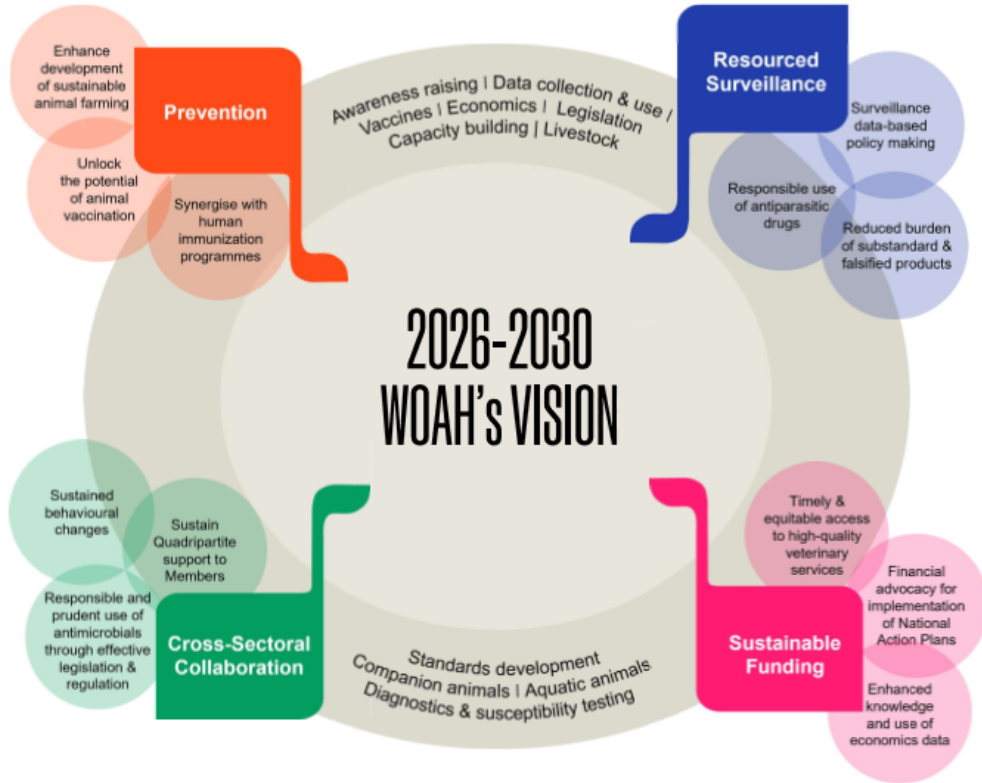 Enhance
development
of sustainable
animal farming
Prevention
Unlock
the potential
of animal
vaccination
Synergise with
human
immunization
programmes
Awareness raising | Data collection & use /
Vaccines | Economics | Legislation
Capacity building | Livestock
Resourced
Surveillance
Surveillance
data-based
policy making
Responsible use
of antiparasitic
drugs
Reduced burden
of substandard &
falsified products
2026-2030
WOAH's VISION
Sustained
behavioural
changes
Sustain
Quadripartite
support to
Members
Responsible and
prudent use of
antimicrobials
through effective
legislation &
regulation
Cross-Sectoral
Collaboration
Standards development
Companion animals | Aquatic animals
Diagnostics & susceptibility testing
Timely &
equitable access
to high-quality
veterinary
services
Sustainable
Funding
Financial
advocacy for
implementation
of National
Action Plans
Enhanced
knowledge
and use of
economics data